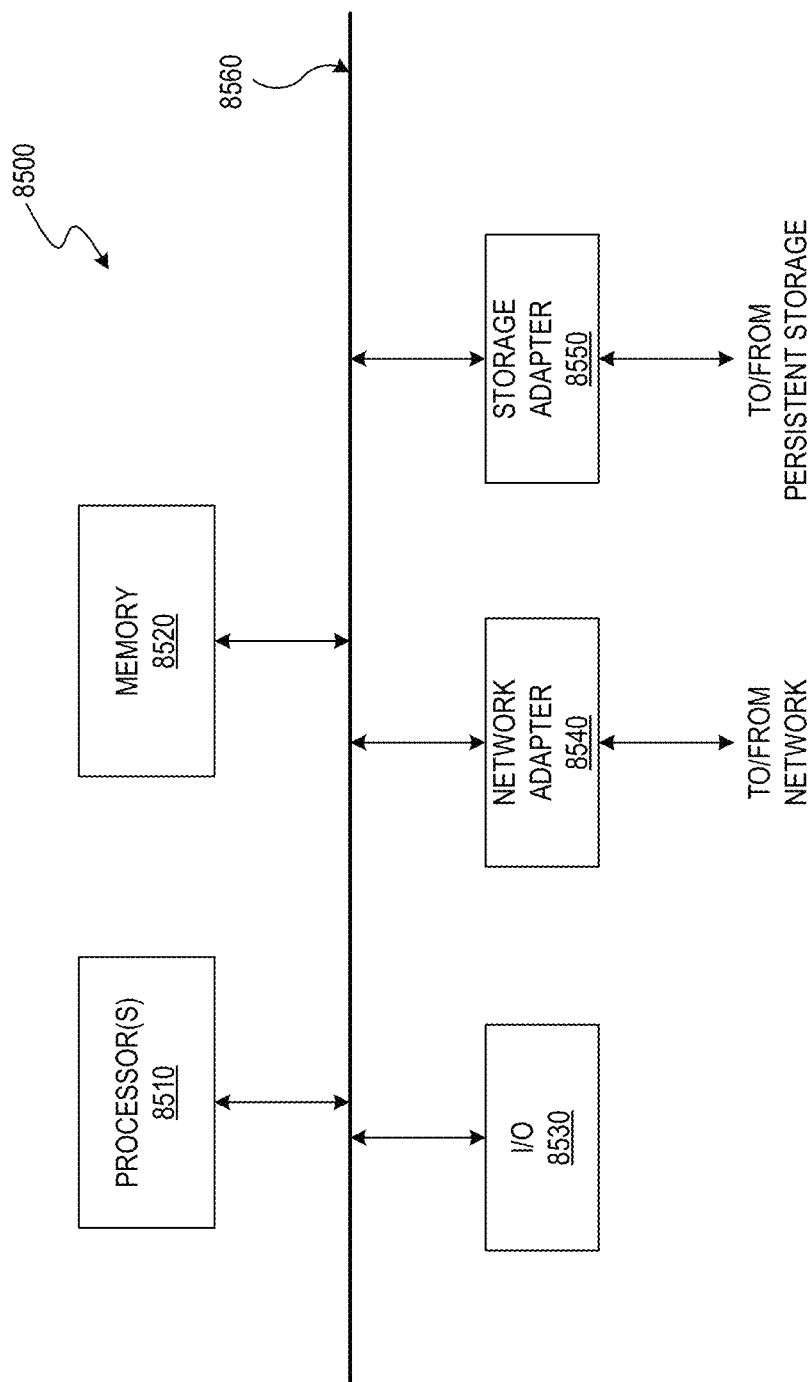 8500
8560
PROCESSOR(S)
8510
MEMORY
8520
I/O
8530
NETWORK
ADAPTER
8540
STORAGE
ADAPTER
8550
TO/FROM
NETWORK
TO/FROM
PERSISTENT STORAGE